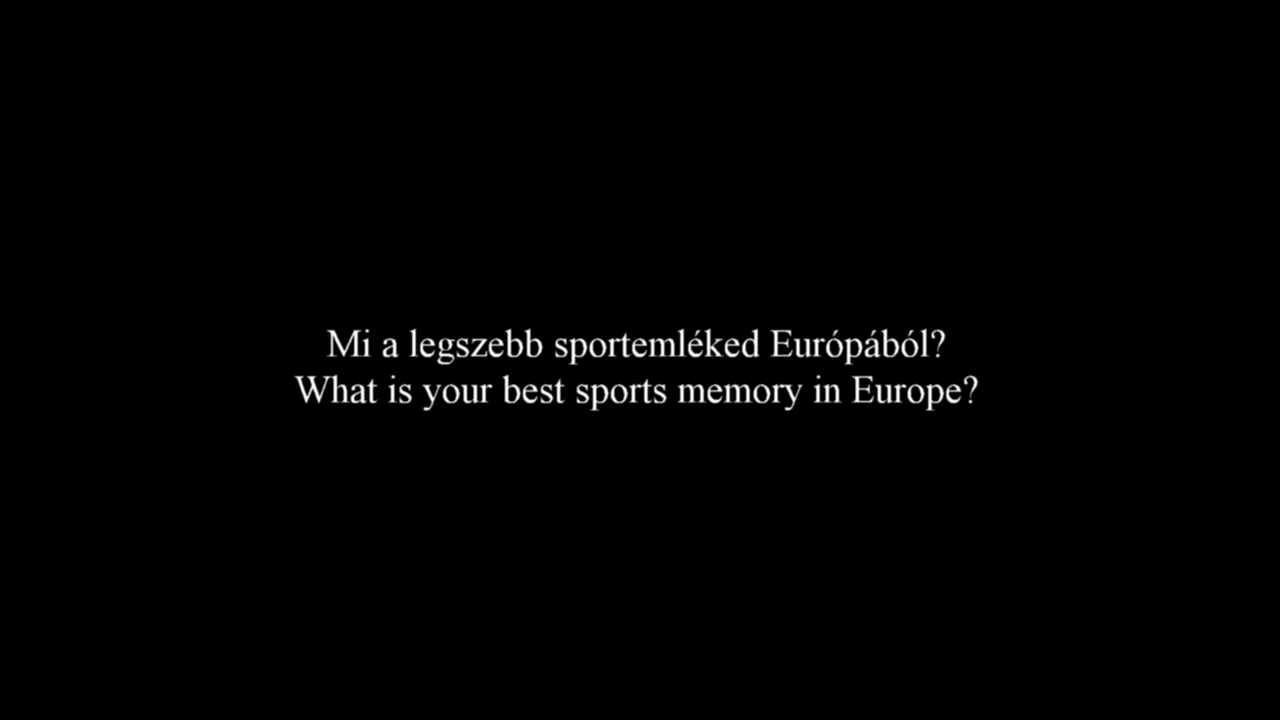 Mi a legszebb sportemléked Európából?
What is your best sports memory in Europe?